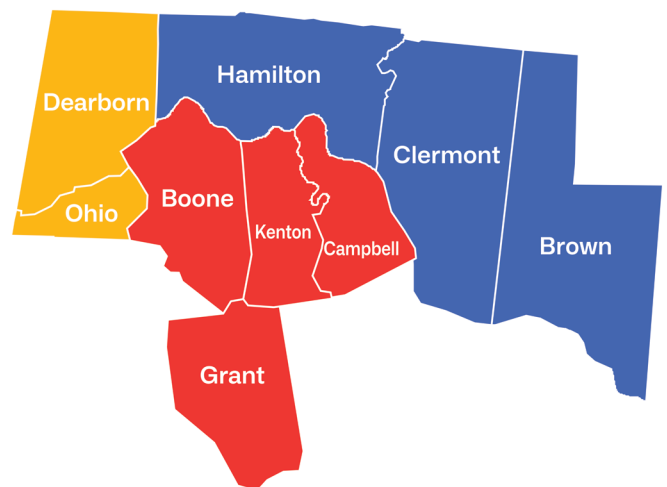 Hamilton
Dearborn
Clermont
Boone
Ohio
Kenton
Campbell
Brown
Grant